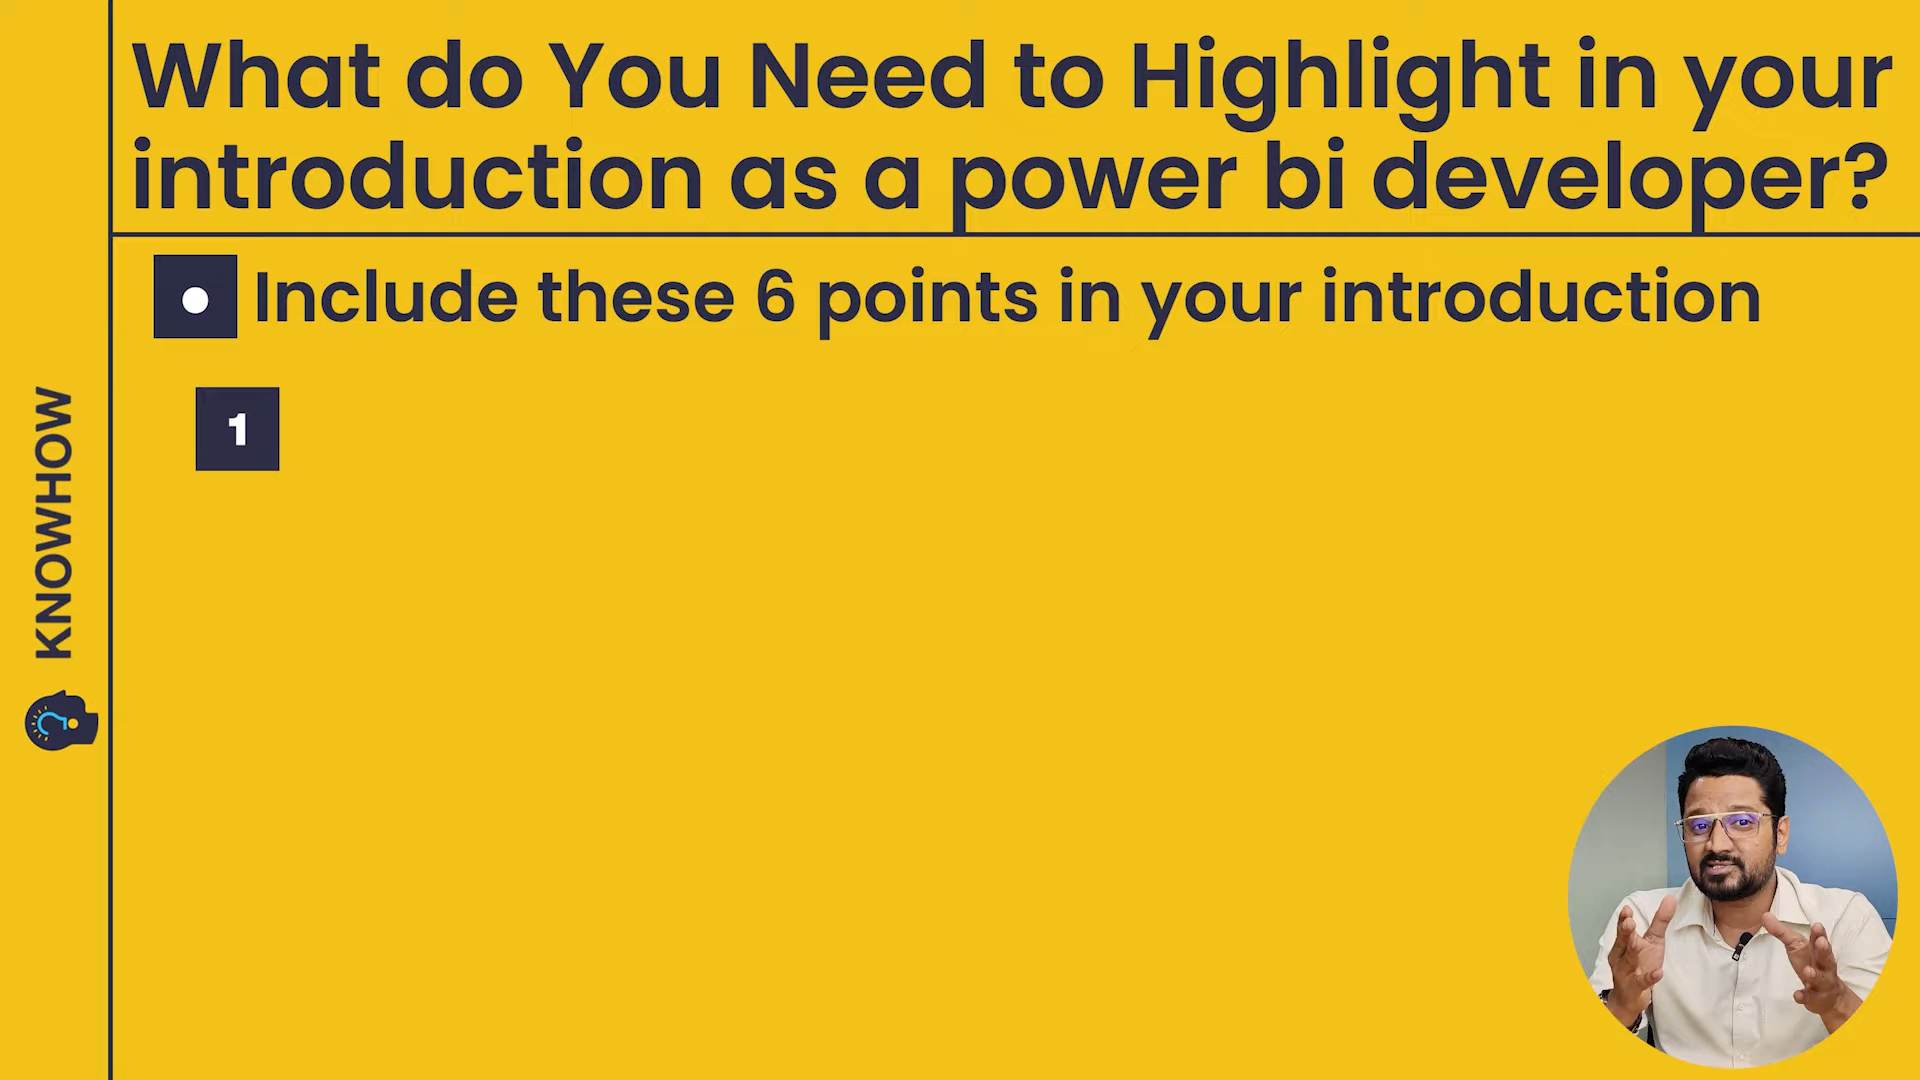 What do You Need to Highlight in your
introduction as a power bi developer?
Include these 6 points in your introduction
1
KNOWHOW